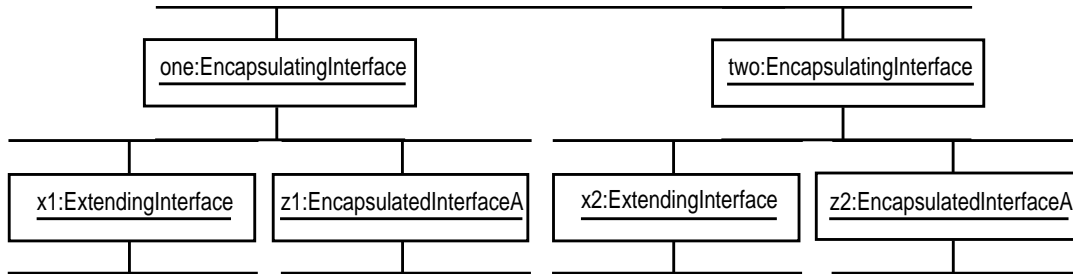 one:EncapsulatingInterface
two:EncapsulatingInterface
x1:ExtendingInterface
z1:EncapsulatedInterfaceA
x2:ExtendingInterface
z2:EncapsulatedInterfaceA